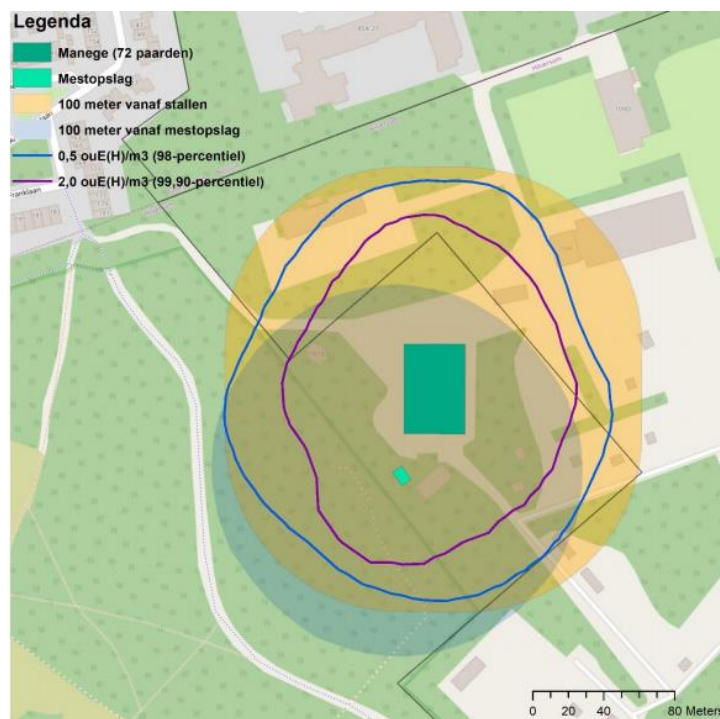 Legenda
Manege (72 paarden)
Mestopslag
100 meter vanaf stallen
100 meter vanaf mestopslag
0,5 ouE(H)/m3 (98-percentiel)
2,0 ouE(H)/m3 (99,90-percentiel)
Hilversum
0 20 40 80 Meters